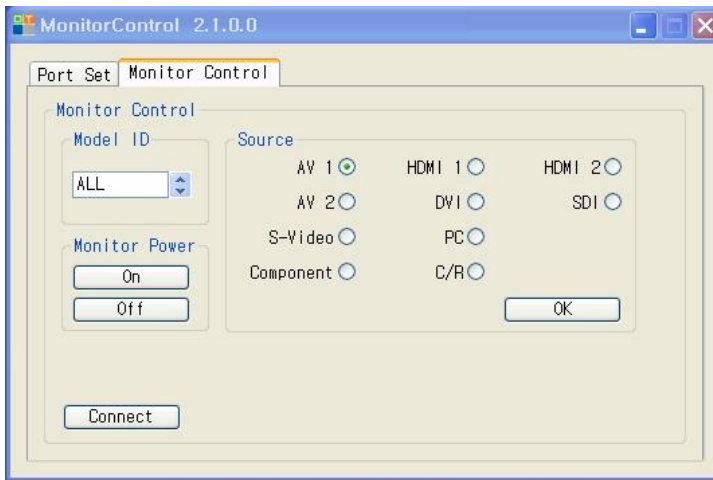 MonitorControl 2.1.0.0
Port Set Monitor Control
Monitor Control
Model ID
ALL
Monitor Power
On
Off
Source
AV 1 HDMI 1 HDMI 2
AV 2 DVI SDI
S-Video PC
Component C/R
OK
Connect